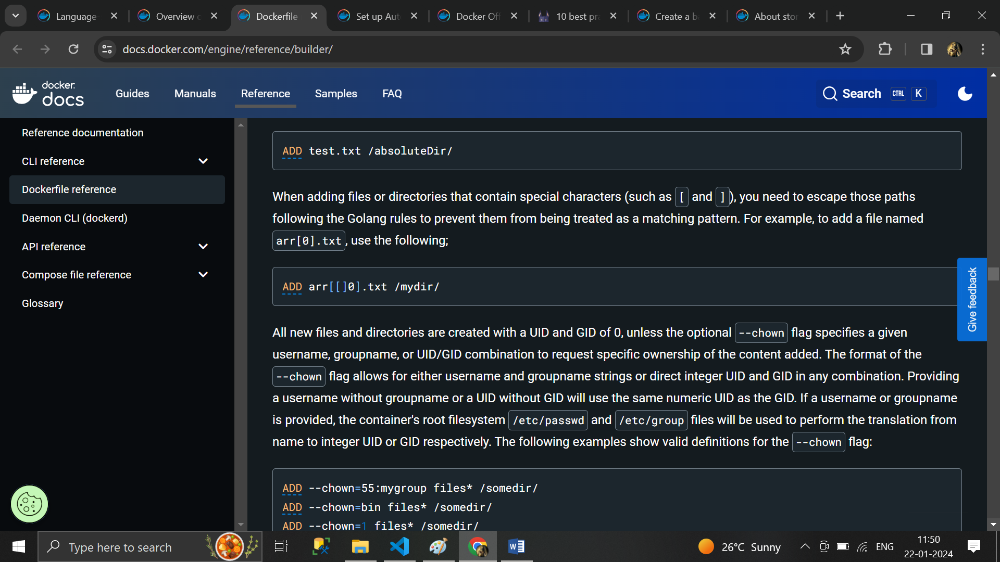 Language-
Overview c
Dockerfile
Set up Aut
Docker Off
10 best pra
Create a ba
About stor
docs.docker.com/engine/reference/builder/
docker
docs
Guides
Manuals
Reference
Samples
FAQ
Search
CTRL
K
Reference documentation
CLI reference
Dockerfile reference
Daemon CLI (dockerd)
API reference
Compose file reference
Glossary
ADD test.txt /absoluteDir/
When adding files or directories that contain special characters (such as [ and ]), you need to escape those paths
following the Golang rules to prevent them from being treated as a matching pattern. For example, to add a file named
arr[0].txt, use the following;
ADD arr[[]0].txt /mydir/
All new files and directories are created with a UID and GID of 0, unless the optional --chown flag specifies a given
username, groupname, or UID/GID combination to request specific ownership of the content added. The format of the
--chown flag allows for either username and groupname strings or direct integer UID and GID in any combination. Providing
a username without groupname or a UID without GID will use the same numeric UID as the GID. If a username or groupname
is provided, the container's root filesystem /etc/passwd and /etc/group files will be used to perform the translation from
name to integer UID or GID respectively. The following examples show valid definitions for the --chown flag:
ADD --chown=55:mygroup files* /somedir/
ADD --chown=bin files* /somedir/
ADD --chown=1 files* /somedir/
Give feedback
Type here to search
26°C Sunny
ENG
11:50
22-01-2024